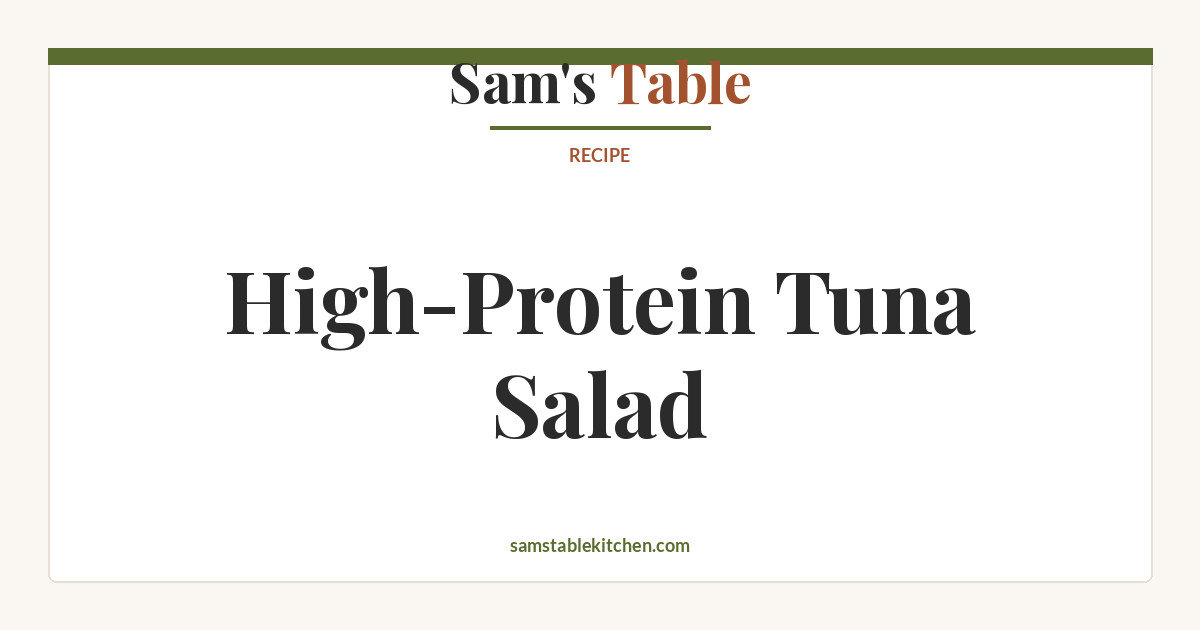 Sam's Table
RECIPE
High-Protein Tuna
Salad
samstablekitchen.com